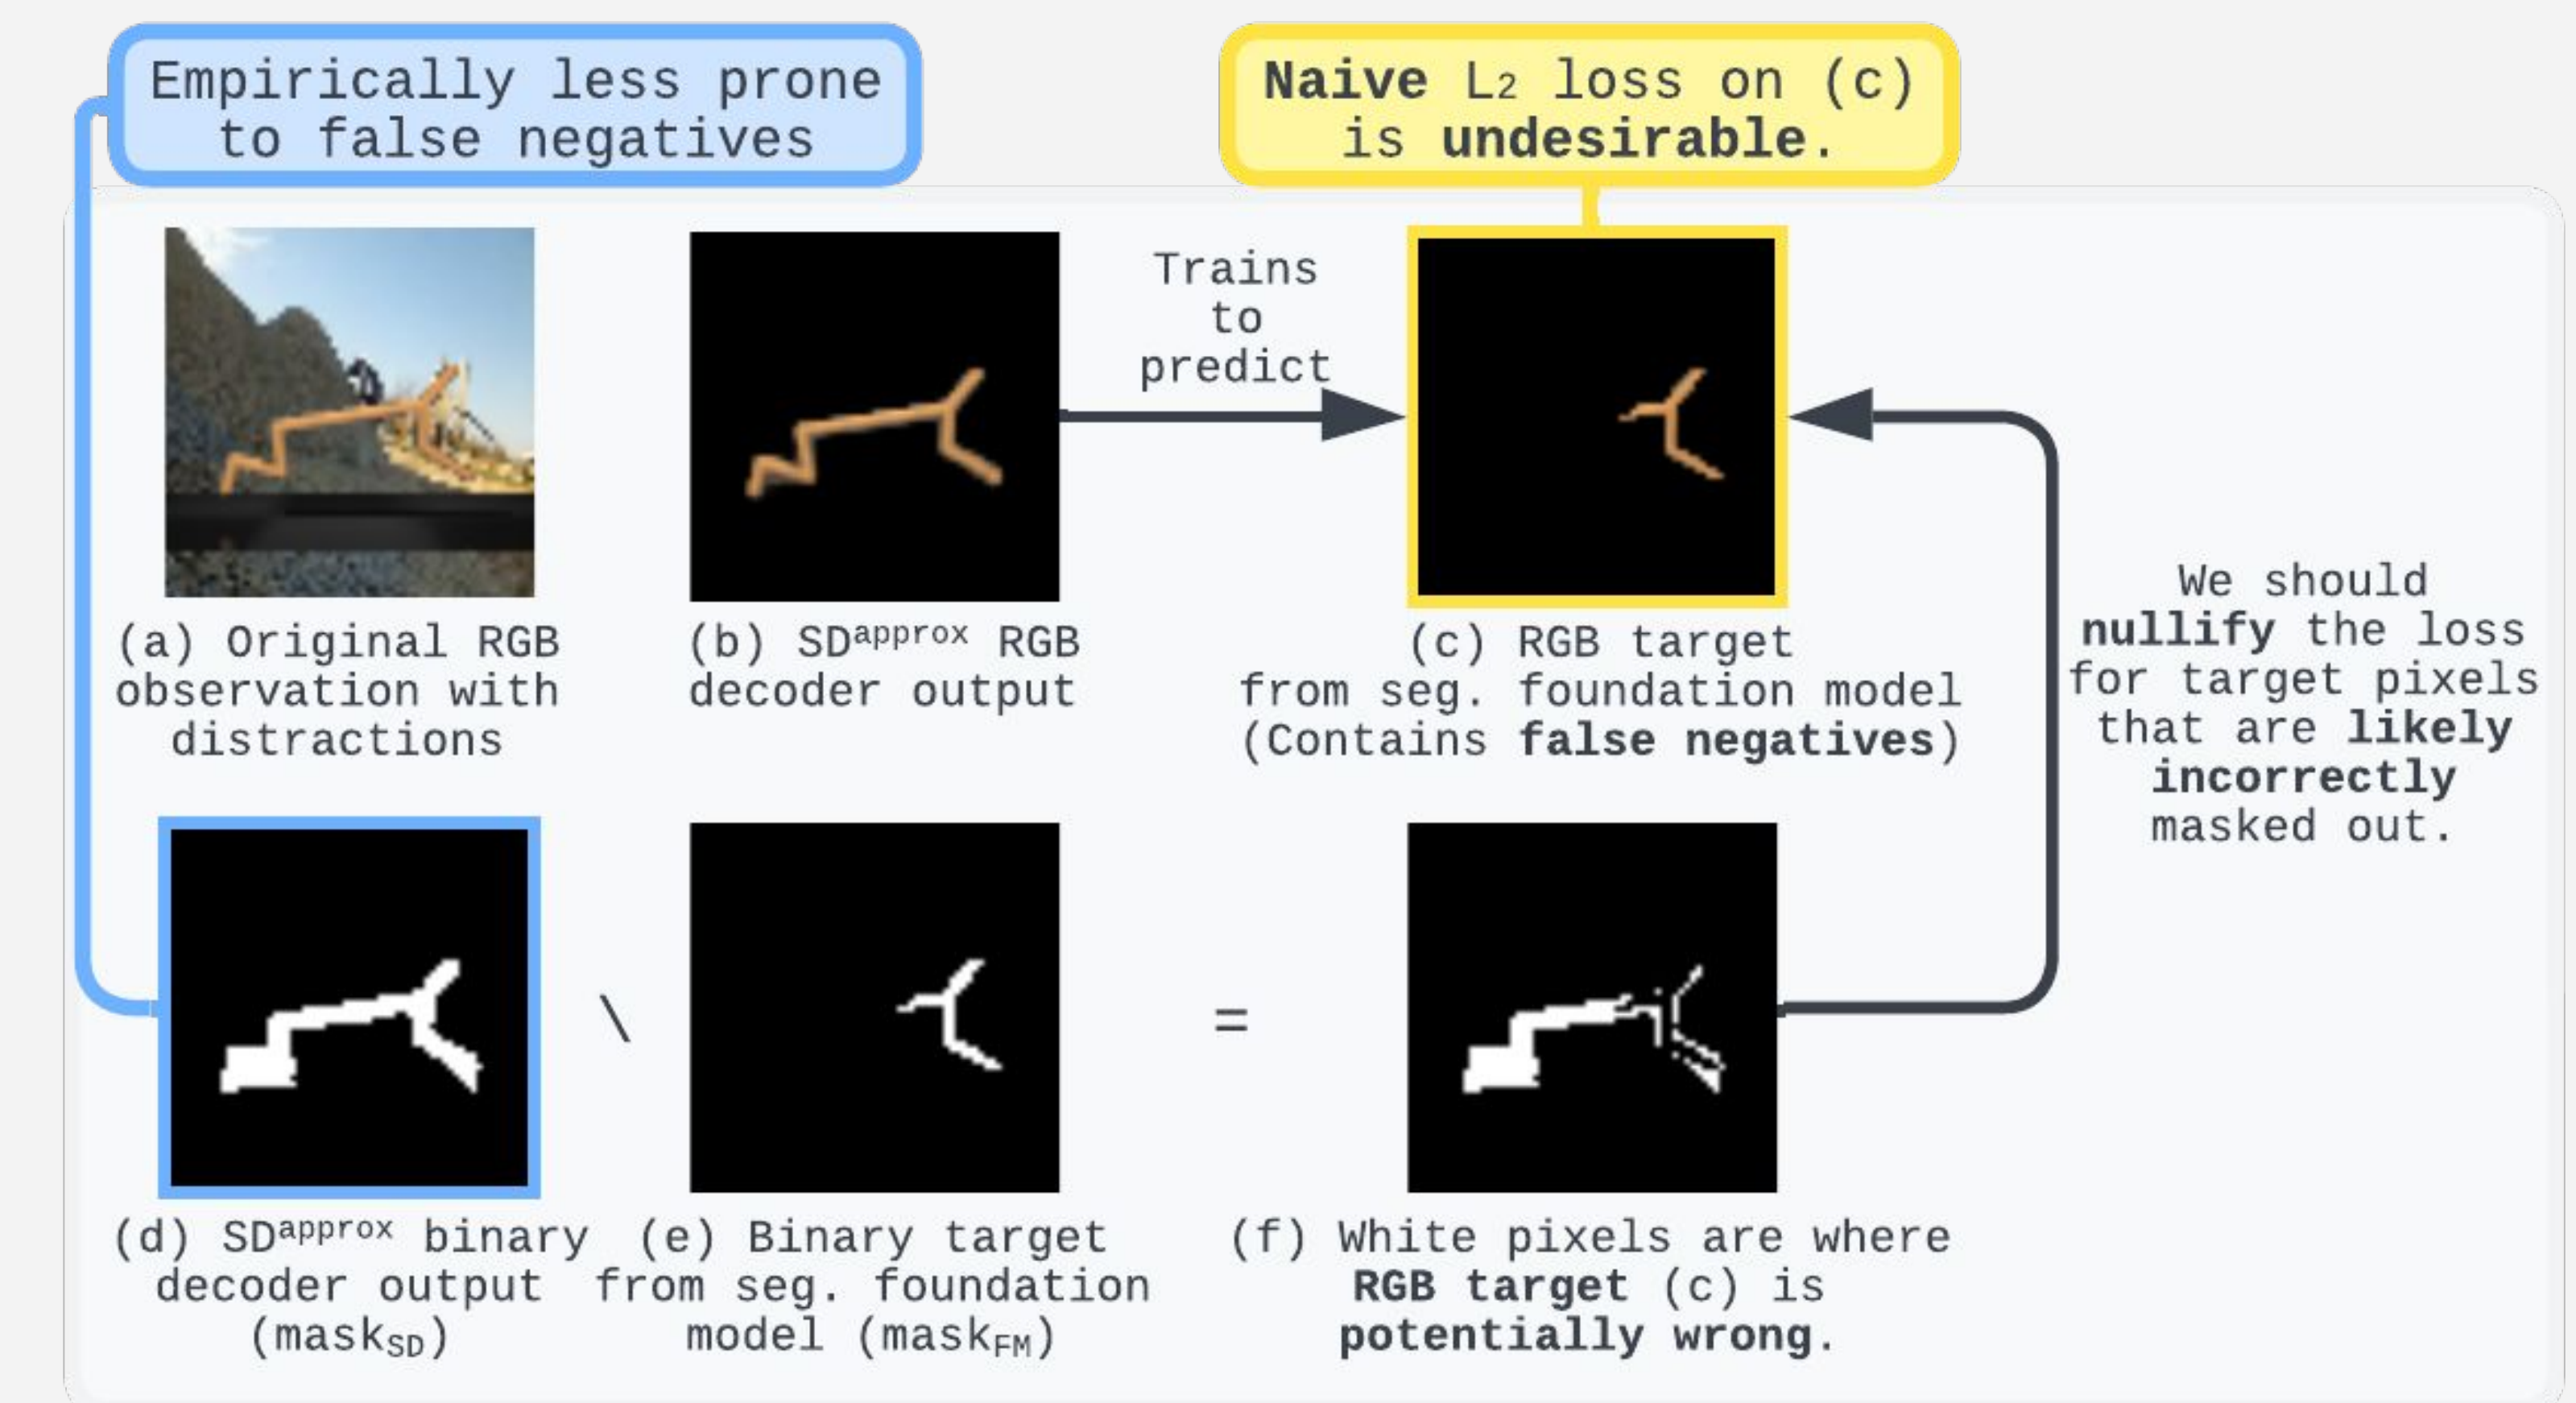 Empirically less prone
to false negatives
Naive L₂ loss on (c)
is undesirable.
Trains
to
predict
(a) Original RGB
observation with
distractions
(b) SDᵃᵖᵖʳᵒˣ RGB
decoder output
(c) RGB target
from seg. foundation model
(Contains false negatives)
We should
nullify the loss
for target pixels
that are likely
incorrectly
masked out.
\
=
(d) SDᵃᵖᵖʳᵒˣ binary
decoder output
(maskSD)
(e) Binary target
from seg. foundation
model (maskFM)
(f) White pixels are where
RGB target (c) is
potentially wrong.